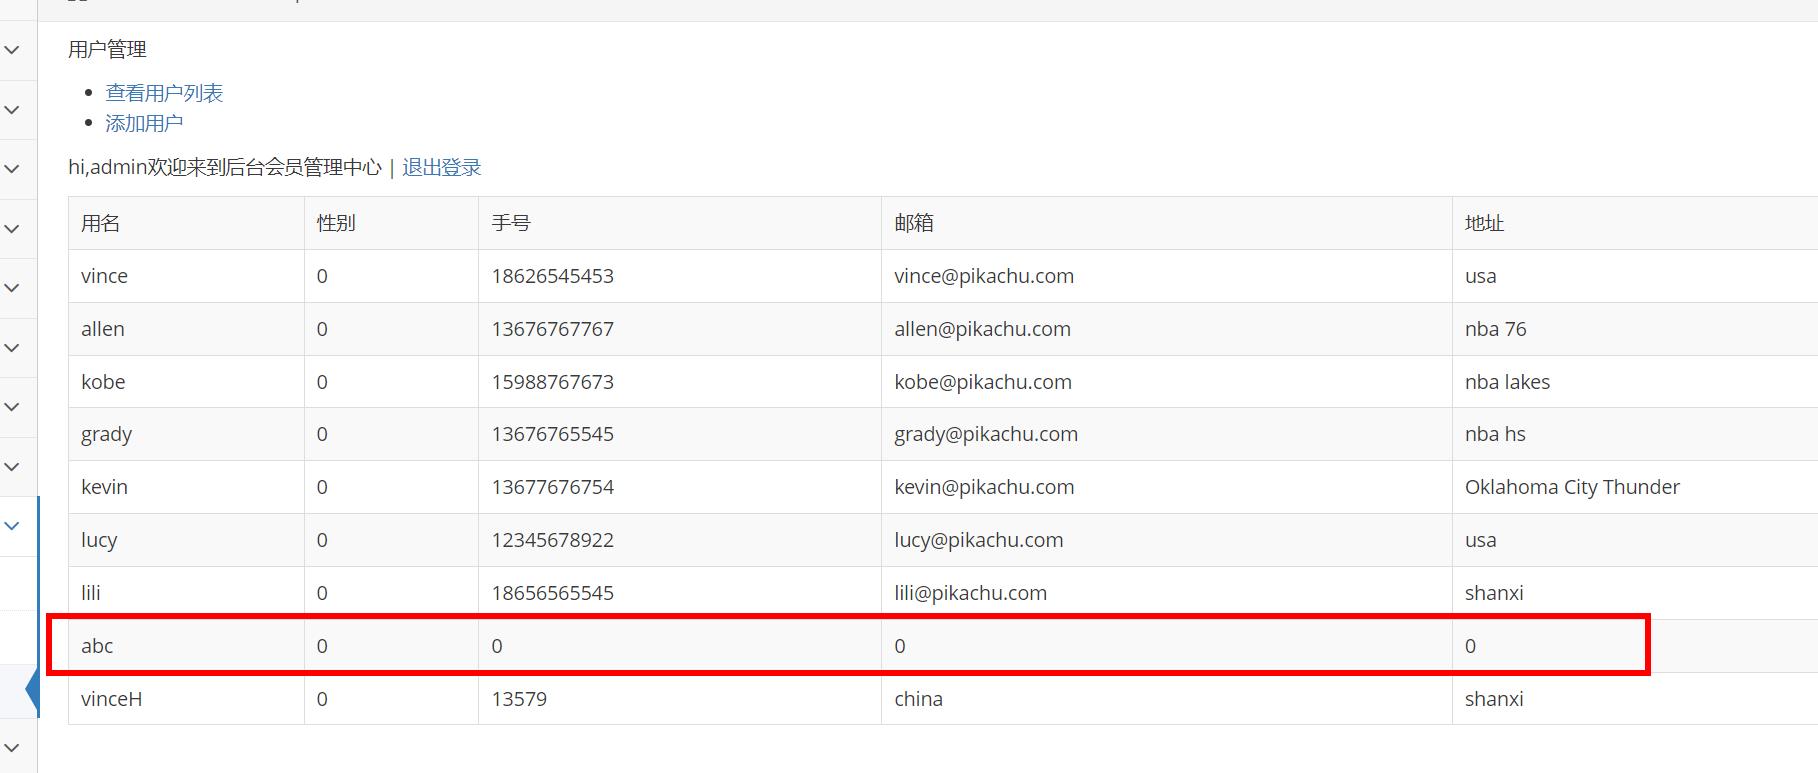 用户管理
查看用户列表
添加用户
hi,admin欢迎来到后台会员管理中心 | 退出登录
用名 性别 手号 邮箱 地址
vince 0 18626545453 vince@pikachu.com usa
allen 0 13676767767 allen@pikachu.com nba 76
kobe 0 15988767673 kobe@pikachu.com nba lakes
grady 0 13676765545 grady@pikachu.com nba hs
kevin 0 13677676754 kevin@pikachu.com Oklahoma City Thunder
lucy 0 12345678922 lucy@pikachu.com usa
lili 0 18656565545 lili@pikachu.com shanxi
abc 0 0 0 0
vinceH 0 13579 china shanxi